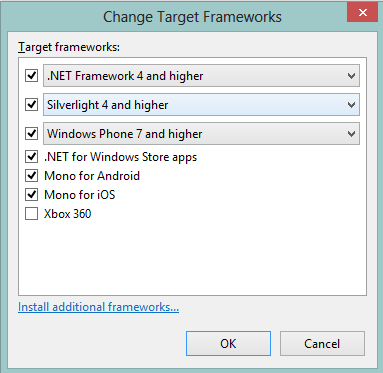 Change Target Frameworks
Target frameworks:
.NET Framework 4 and higher
Silverlight 4 and higher
Windows Phone 7 and higher
.NET for Windows Store apps
Mono for Android
Mono for iOS
Xbox 360
Install additional frameworks...
OK
Cancel